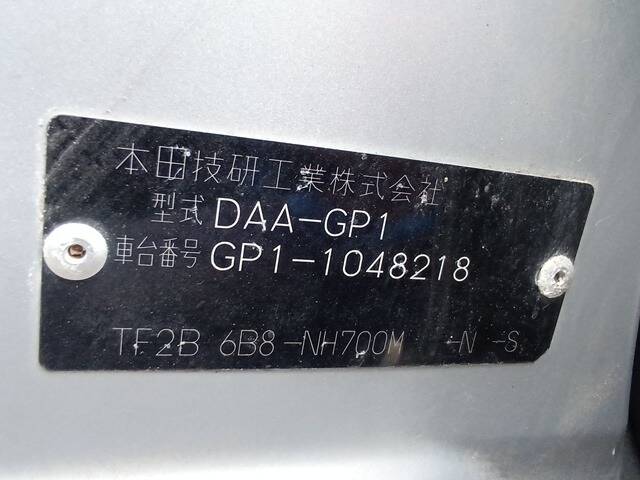 本田技研工業株式会社
型式 DAA-GP1
車台番号 GP1-1048218
TF2B 6B8-NH700M -N -S